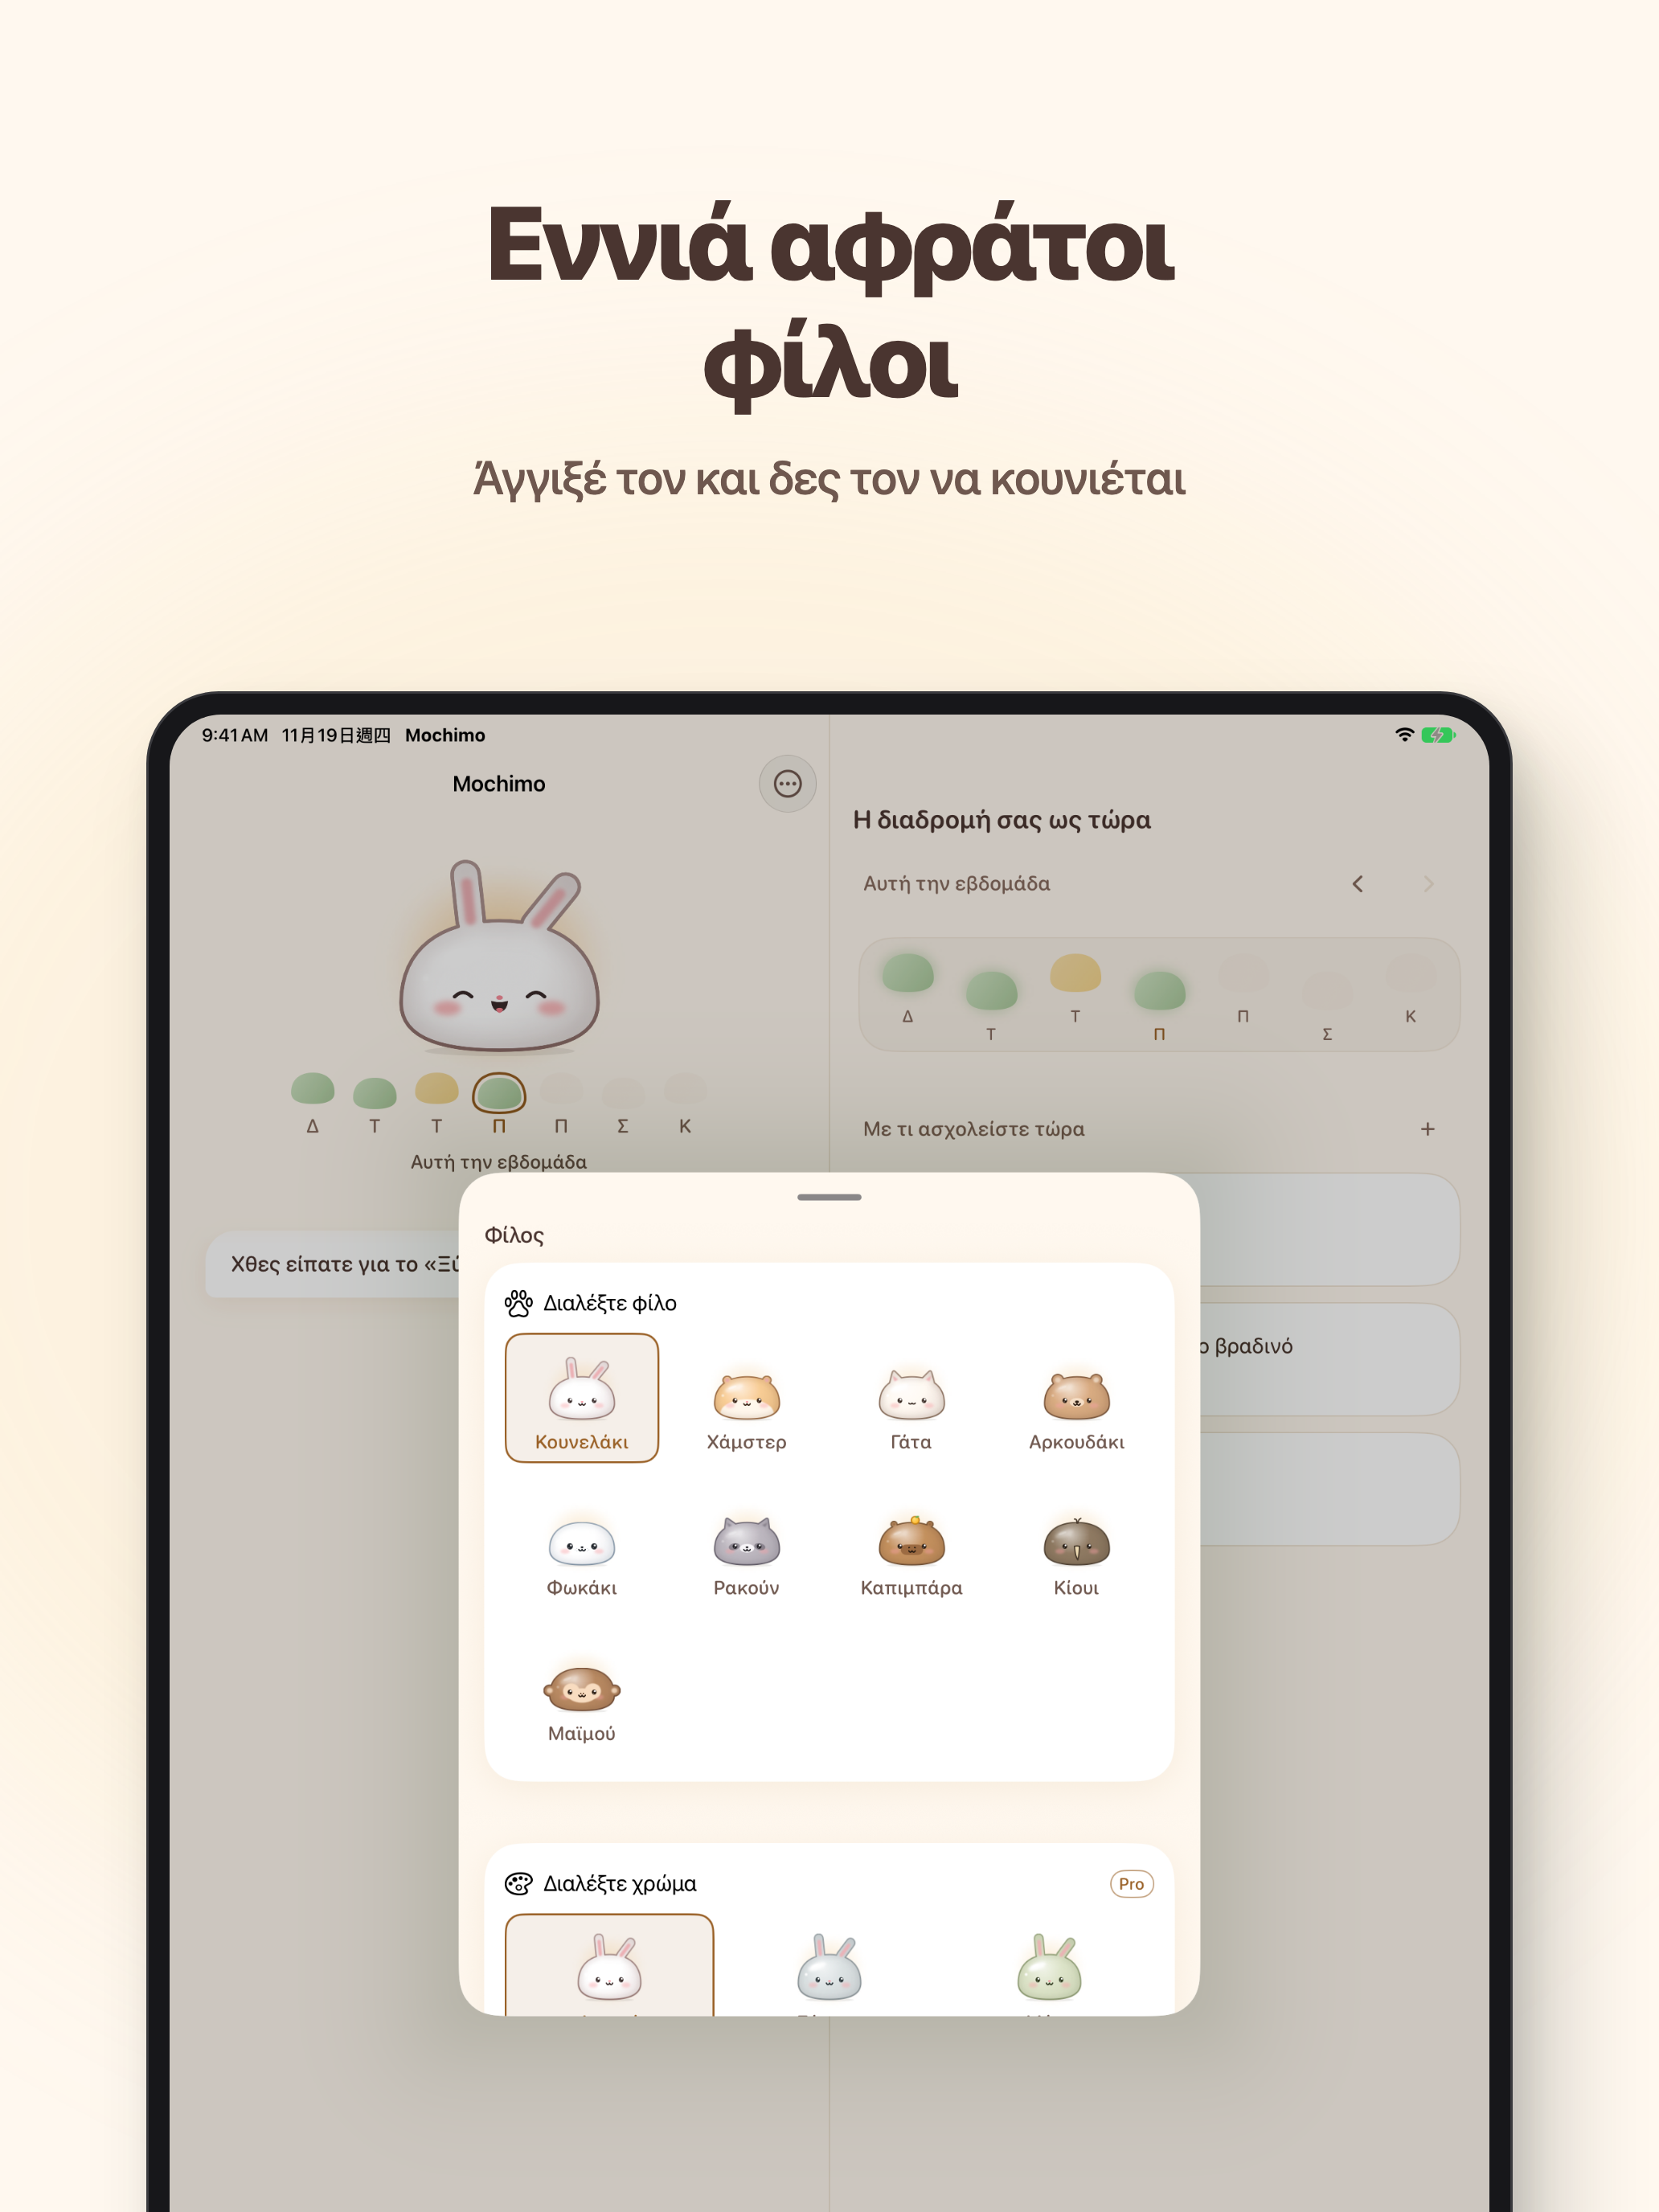 Εννιά αφράτοι
φίλοι
Άγγιξέ τον και δες τον να κουνιέται
9:41 AM 11月19日週四 Mochimo
Mochimo
Η διαδρομή σας ως τώρα
Αυτή την εβδομάδα
Δ Τ Τ Π Π Σ Κ
Δ Τ Τ Π Π Σ Κ
Αυτή την εβδομάδα
Με τι ασχολείστε τώρα
Χθες είπατε για το
βραδινό
Φίλος
Διαλέξτε φίλο
Κουνελάκι Χάμστερ Γάτα Αρκουδάκι
Φωκάκι Ρακούν Καπιμπάρα Κίουι
Μαϊμού
Διαλέξτε χρώμα Pro